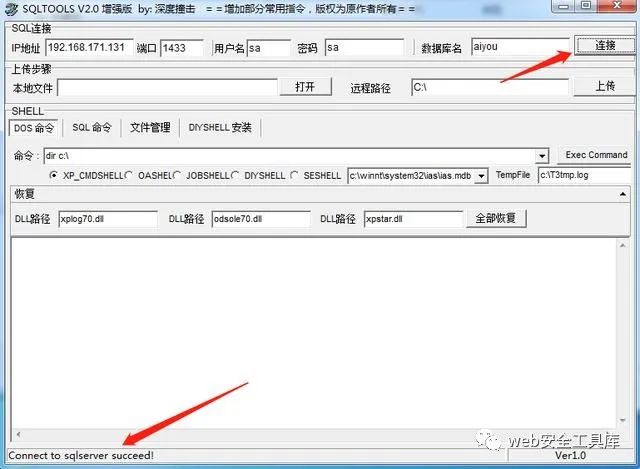 SQLTOOLS V2.0 增强版 by: 深度撞击 ==增加部分常用指令，版权为原作者所有==
SQL连接
IP地址 192.168.171.131 端口 1433 用户名 sa 密码 sa 数据库名 aiyou 连接
上传步骤
本地文件 打开 远程路径 C:\ 上传
SHELL
DOS 命令 SQL 命令 文件管理 DIYSHELL 安装
命令： dir c:\ Exec Command
XP_CMDSHELL OASHEL JOBSHELL DIYSHELL SESHELL c:\winnt\system32\ias\ias.mdb TempFile c:\T3tmp.log
恢复
DLL路径 xplog70.dll DLL路径 odsole70.dll DLL路径 xpstar.dll 全部恢复
web安全工具库
Connect to sqlserver succeed! Ver1.0